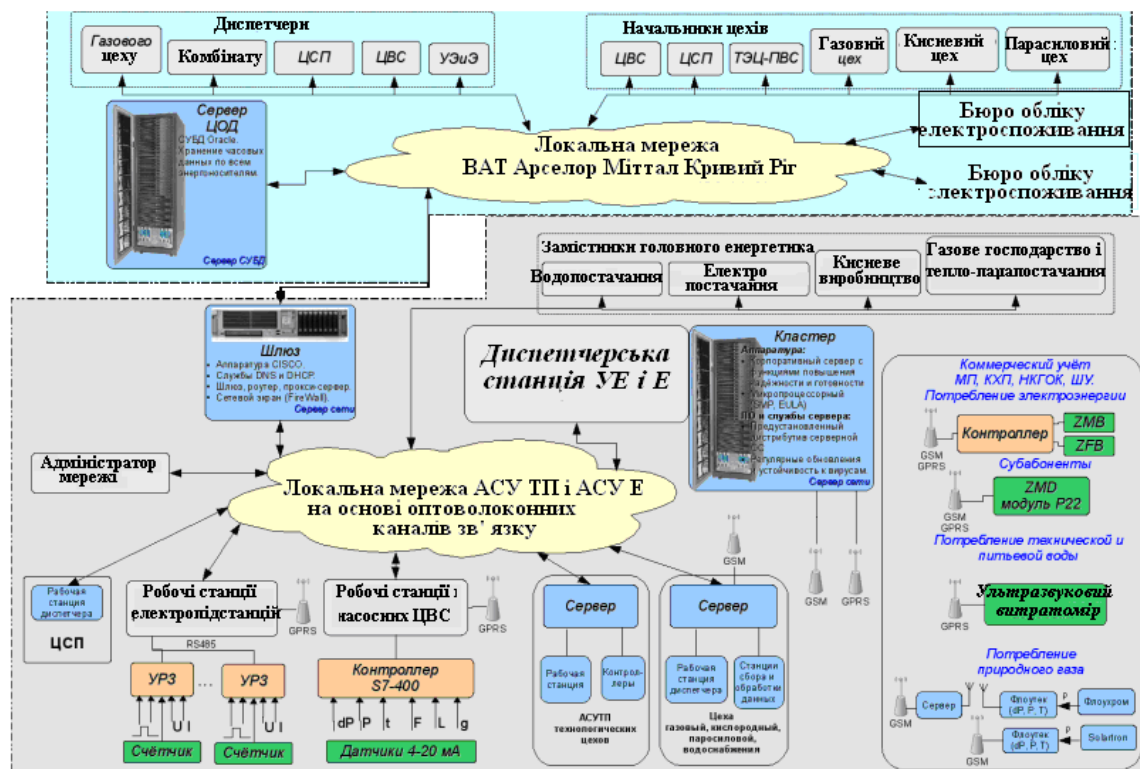 Диспетчери
Газового
цеху
Комбінату
ЦСП
ЦВС
УЭиЭ
Начальники цехів
ЦВС
ЦСП
ТЭЦ-ПВС
Газовий
цех
Кисневий
цех
Парасиловий
цех
Сервер
ЦОД
СУБД Oracle.
Хранение часовых
данных по всем
энергоносителям.
Сервер СУБД
Локальна мережа
ВАТ Арселор Міттал Кривий Ріг
Бюро обліку
електроспоживання
Бюро обліку
електроспоживання
Замістинки головного енергетика
Водопостачання
Електро
постачання
Кисневе
виробництво
Газове господарство і
тепло-парапостачання
Шлюз
• Аппаратура CISCO.
• Службы DNS и DHCP.
• Шлюз, роутер, прокси-сервер.
• Сетевой экран (FireWall).
Сервер сети
Диспетчерська
станція УЕ і Е
Кластер
Аппаратура:
Корпоративный сервер с
функциями повышения
надёжности и готовности
Микропроцессорный
(SMP, EULA)
ПО и службы сервера:
Предустановленный
дистрибутив серверной
ОС
Регулярные обновления
устойчивость к вирусам.
Сервер сети
Адміністратор
мережі
Локальна мережа АСУ ТП і АСУ Е
на основі оптоволоконних
каналів зв' язку
Рабочая
станция
диспетчера
ЦСП
Робочі станції
електропідстанцій
GPRS
RS485
УРЗ
...
УРЗ
U I
U I
Счётчик
Счётчик
Робочі станції
насосних ЦВС
GPRS
Контроллер
S7-400
dP P t F L g
Датчики 4-20 мА
Сервер
Рабочая
станция
Контрол-
леры
АСУТП
технологических
цехов
GSM
Сервер
Рабочая
станция
диспетчера
Станции
сбора и
обработки
данных
Цеха
газовый, кислородный,
паросиловой,
водоснабжения
GSM
GPRS
Коммерческий учёт
МП, КХП, НКГОК, ШУ.
Потребление электроэнергии
GSM
GPRS
Контроллер
ZMB
ZFB
Субабоненты
GSM
GPRS
ZMD
модуль P22
Потребление технической и
питьевой воды
GSM
GPRS
Ультразвуковий
витратомір
Потребление
природного газа
GSM
Сервер
Флоутек
(dP, P, T)
P
Флоухром
GSM
Флоутек
(dP, P, T)
P
Solartron